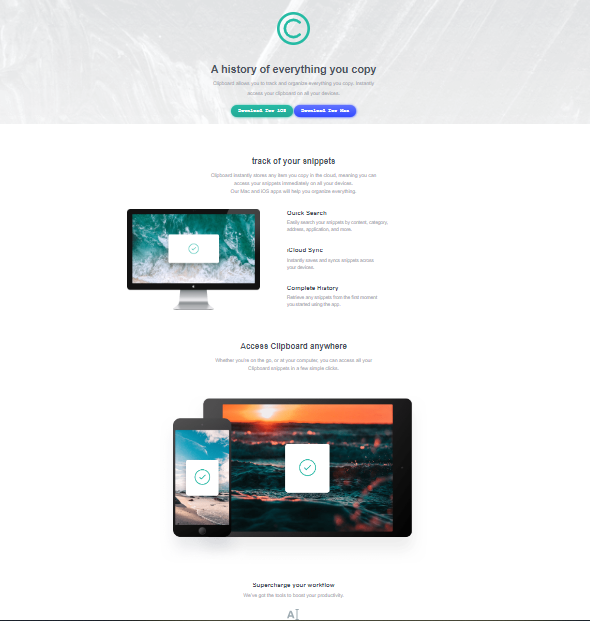 ©
A history of everything you copy
Clipboard allows you to track and organize everything you copy. Instantly
access your clipboard on all your devices.
Download for iOS Download for Mac
track of your snippets
Clipboard instantly stores any item you copy in the cloud, meaning you can
access your snippets immediately on all your devices.
Our Mac and iOS apps will help you organize everything.
Quick Search
Easily search your snippets by content, category,
address, application, and more.
iCloud Sync
Instantly saves and syncs snippets across
your devices.
Complete History
Retrieve any snippets from the first moment
you started using the app.
Access Clipboard anywhere
Whether you're on the go, or at your computer, you can access all your
Clipboard snippets in a few simple clicks.
Supercharge your workflow
We've got the tools to boost your productivity.
A